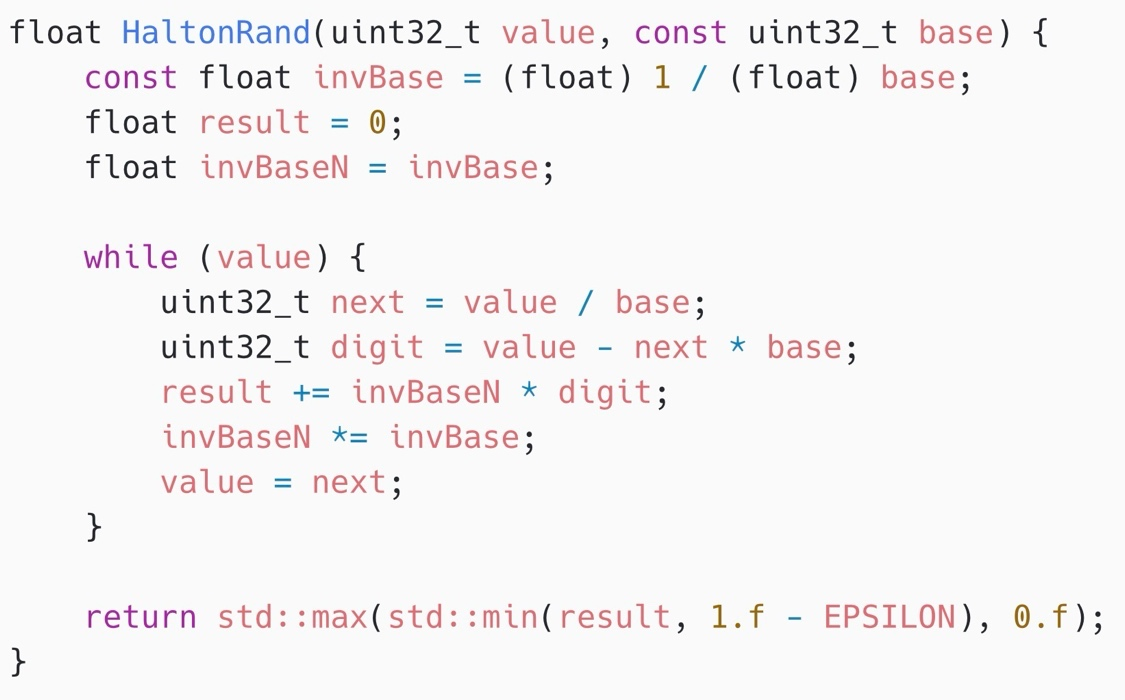 float HaltonRand(uint32_t value, const uint32_t base) {
    const float invBase = (float) 1 / (float) base;
    float result = 0;
    float invBaseN = invBase;

    while (value) {
        uint32_t next = value / base;
        uint32_t digit = value - next * base;
        result += invBaseN * digit;
        invBaseN *= invBase;
        value = next;
    }

    return std::max(std::min(result, 1.f - EPSILON), 0.f);
}